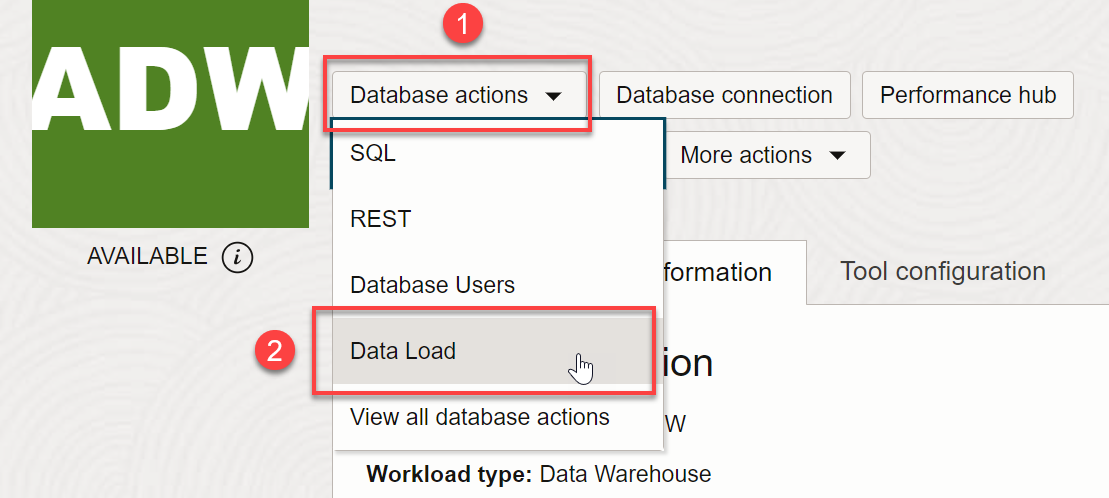 1
ADW
Database actions
Database connection
Performance hub
SQL
More actions
REST
AVAILABLE i
Database Users
formation
Tool configuration
2
Data Load
ion
View all database actions
W
Workload type: Data Warehouse